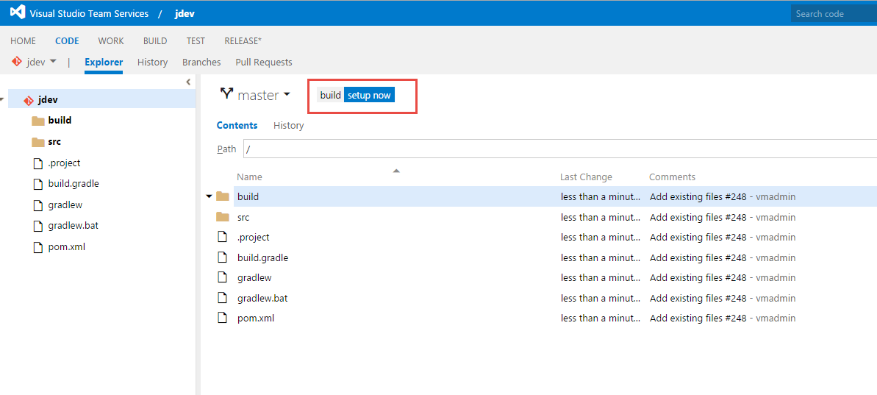 Visual Studio Team Services / jdev
Search code
HOME CODE WORK BUILD TEST RELEASE*
jdev | Explorer History Branches Pull Requests
jdev
build
src
.project
build.gradle
gradlew
gradlew.bat
pom.xml
master build setup now
Contents History
Path /
Name Last Change Comments
build less than a minut... Add existing files #248 - vmadmin
src less than a minut... Add existing files #248 - vmadmin
.project less than a minut... Add existing files #248 - vmadmin
build.gradle less than a minut... Add existing files #248 - vmadmin
gradlew less than a minut... Add existing files #248 - vmadmin
gradlew.bat less than a minut... Add existing files #248 - vmadmin
pom.xml less than a minut... Add existing files #248 - vmadmin